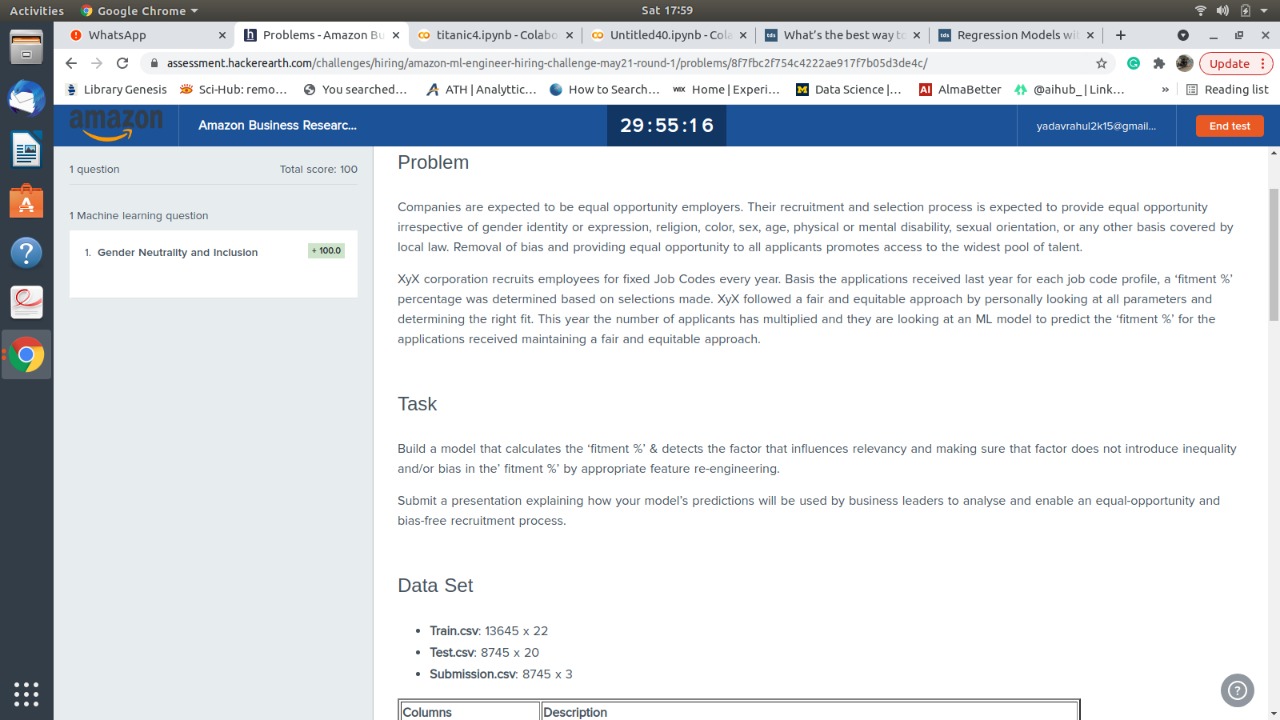 Activities Google Chrome Sat 17:59
WhatsApp Problems - Amazon Bu titanic4.ipynb - Colabo Untitled40.ipynb - Cola What's the best way to Regression Models wi
assessment.hackerearth.com/challenges/hiring/amazon-ml-engineer-hiring-challenge-may21-round-1/problems/8f7fbc2f754c4222ae917f7b05d3de4c/ Update
Library Genesis Sci-Hub: remo... You searched... ATH | Analyttic... How to Search... WIX Home | Experi... M Data Science |... AI AlmaBetter @aihub_ | Link... » Reading list
amazon Amazon Business Researc... 29:55:16 yadavrahul2k15@gmail... End test
1 question Total score: 100
1 Machine learning question
1. Gender Neutrality and Inclusion + 100.0
Problem
Companies are expected to be equal opportunity employers. Their recruitment and selection process is expected to provide equal opportunity
irrespective of gender identity or expression, religion, color, sex, age, physical or mental disability, sexual orientation, or any other basis covered by
local law. Removal of bias and providing equal opportunity to all applicants promotes access to the widest pool of talent.
XyX corporation recruits employees for fixed Job Codes every year. Basis the applications received last year for each job code profile, a 'fitment %'
percentage was determined based on selections made. XyX followed a fair and equitable approach by personally looking at all parameters and
determining the right fit. This year the number of applicants has multiplied and they are looking at an ML model to predict the 'fitment %' for the
applications received maintaining a fair and equitable approach.
Task
Build a model that calculates the 'fitment %' & detects the factor that influences relevancy and making sure that factor does not introduce inequality
and/or bias in the' fitment %' by appropriate feature re-engineering.
Submit a presentation explaining how your model's predictions will be used by business leaders to analyse and enable an equal-opportunity and
bias-free recruitment process.
Data Set
• Train.csv: 13645 x 22
• Test.csv: 8745 x 20
• Submission.csv: 8745 x 3
Columns Description